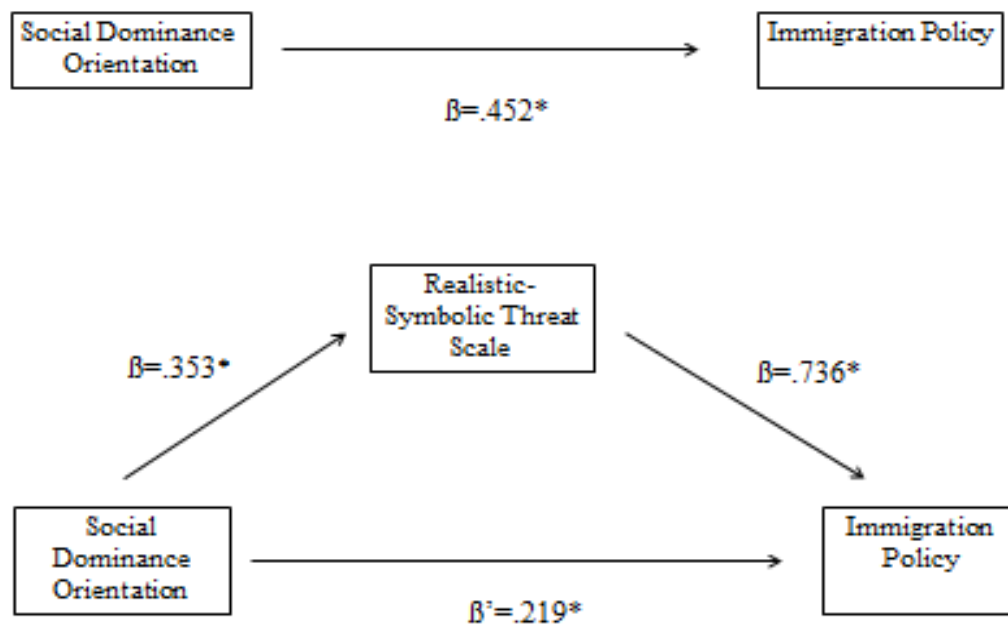 Social Dominance
Orientation
Immigration Policy
ß=.452*
Realistic-
Symbolic Threat
Scale
ß=.353*
ß=.736*
Social
Dominance
Orientation
Immigration
Policy
ß'=.219*